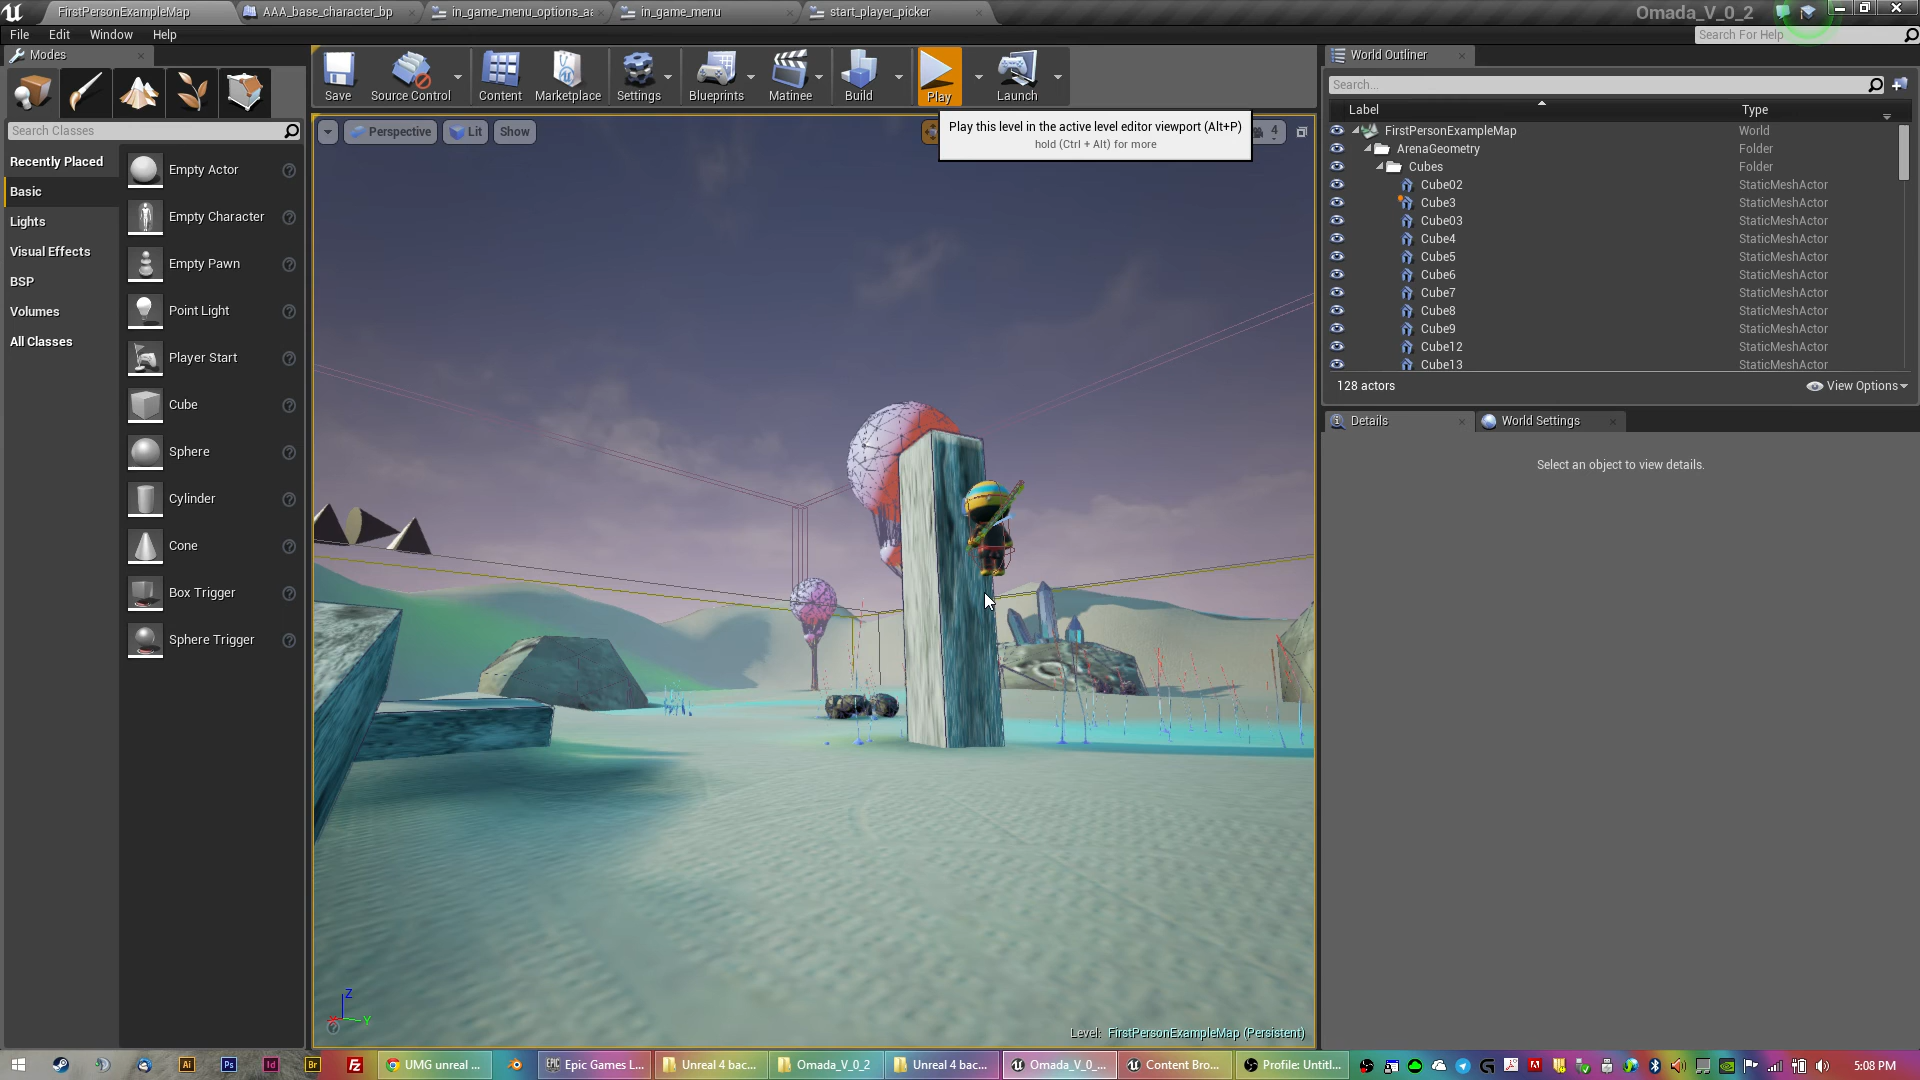 FirstPersonExampleMap
AAA_base_character_bp
in_game_menu_options_a
in_game_menu
start_player_picker
Omada_V_0_2
File Edit Window Help
Search For Help
Modes
Save
Source Control
Content
Marketplace
Settings
Blueprints
Matinee
Build
Play
Launch
World Outliner
Search...
Search Classes
Perspective
Lit
Show
Play this level in the active level editor viewport (Alt+P)
hold (Ctrl + Alt) for more
4
Label Type
Recently Placed
Basic
Lights
Visual Effects
BSP
Volumes
All Classes
Empty Actor
Empty Character
Empty Pawn
Point Light
Player Start
Cube
Sphere
Cylinder
Cone
Box Trigger
Sphere Trigger
FirstPersonExampleMap World
ArenaGeometry Folder
Cubes Folder
Cube02 StaticMeshActor
Cube3 StaticMeshActor
Cube03 StaticMeshActor
Cube4 StaticMeshActor
Cube5 StaticMeshActor
Cube6 StaticMeshActor
Cube7 StaticMeshActor
Cube8 StaticMeshActor
Cube9 StaticMeshActor
Cube12 StaticMeshActor
Cube13 StaticMeshActor
128 actors
View Options
Details
World Settings
Select an object to view details.
Z
X
Y
Level: FirstPersonExampleMap (Persistent)
Ai
Ps
Id
Br
Fz
UMG unreal ...
EPIC GAMES
Epic Games L...
Unreal 4 bac...
Omada_V_0_2
Unreal 4 bac...
Omada_V_0_...
Content Bro...
Profile: Untitl...
5:08 PM